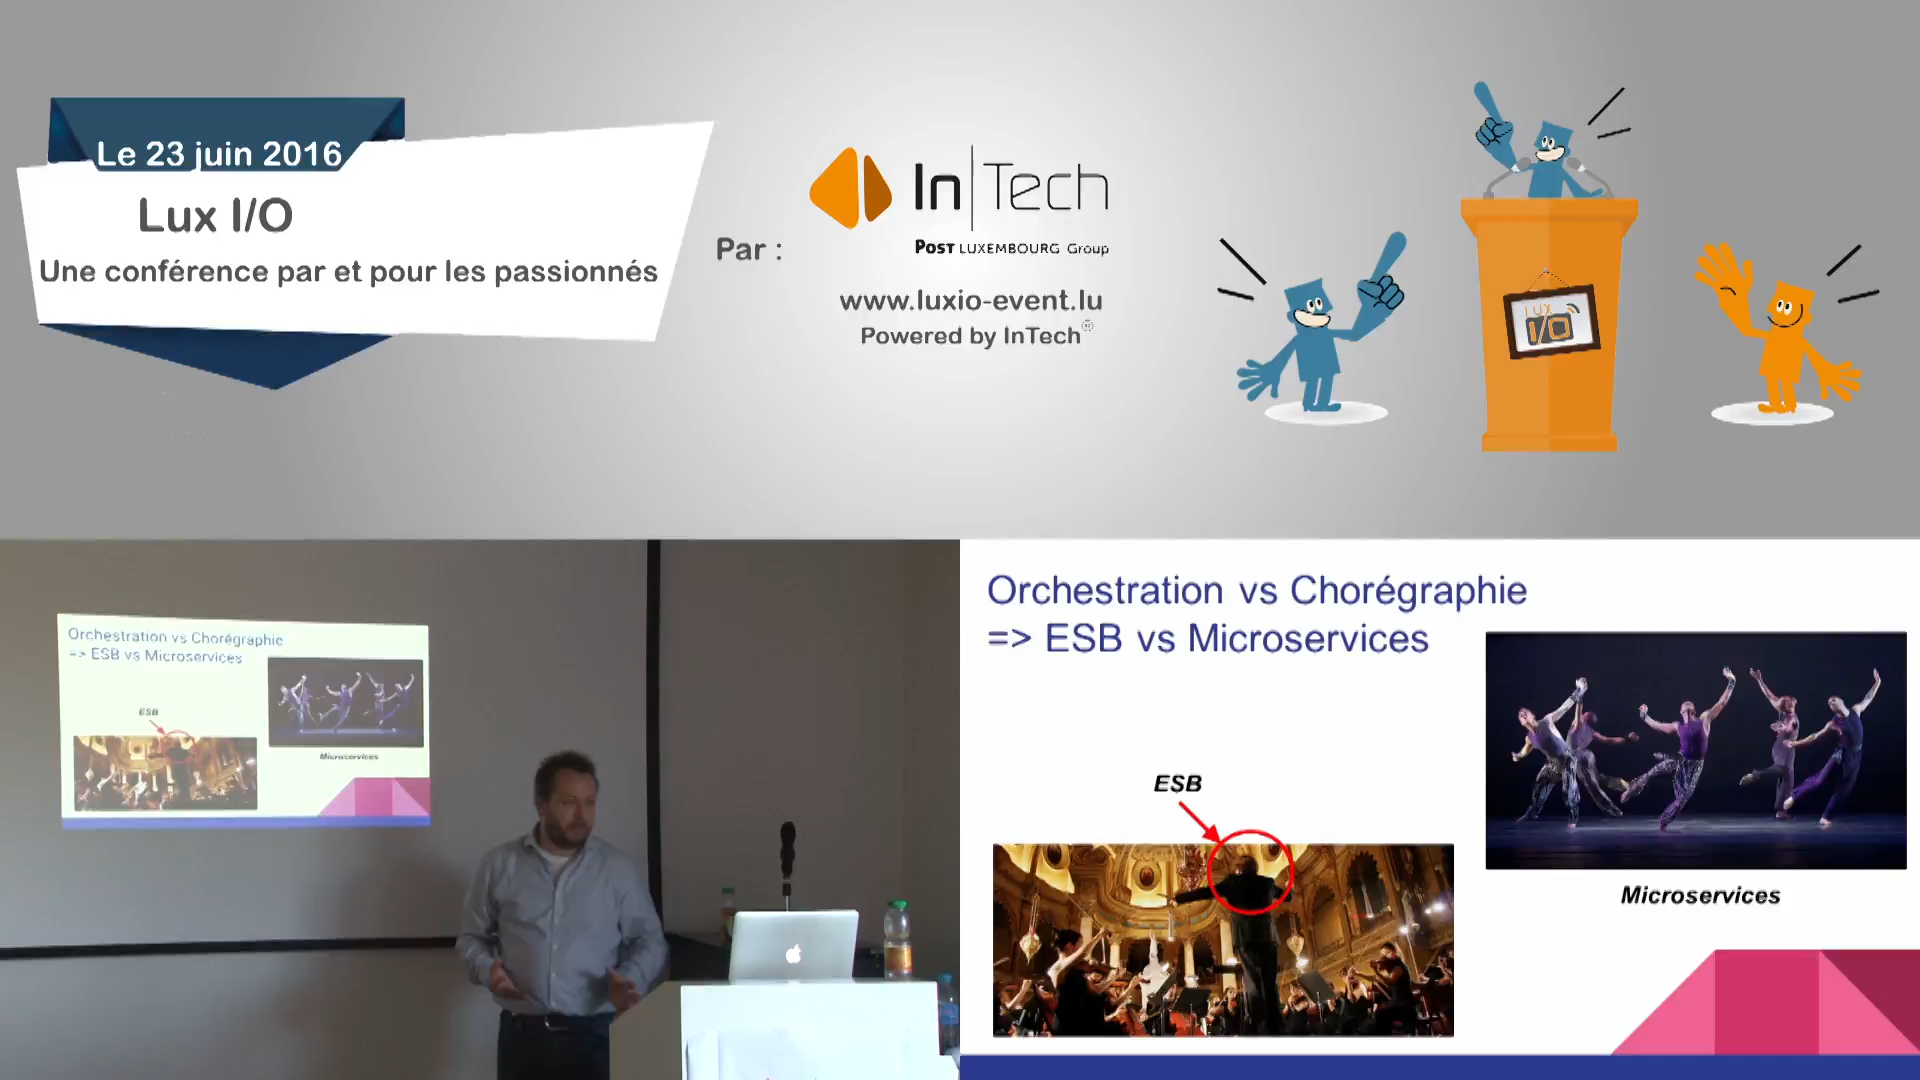 Le 23 juin 2016
Lux I/O
Une conférence par et pour les passionnés
Par :
In|Tech
POST LUXEMBOURG Group
www.luxio-event.lu
Powered by InTech
LUX
I/O
Orchestration vs Chorégraphie
=> ESB vs Microservices
ESB
Microservices
Orchestration vs Chorégraphie
=> ESB vs Microservices
ESB
Microservices